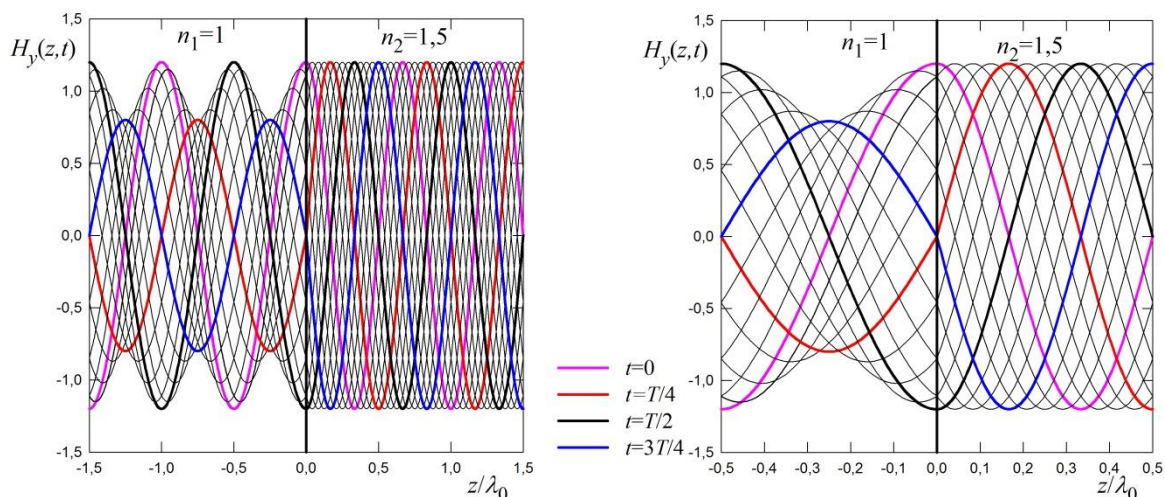 1,5
n₁=1
n₂=1,5
Hy(z,t)
1,0
0,5
0,0
-0,5
-1,0
-1,5
-1,5 -1,0 -0,5 0,0 0,5 1,0 1,5
z/λ₀
t=0
t=T/4
t=T/2
t=3T/4
1,5
n₁=1
n₂=1,5
Hy(z,t)
1,0
0,5
0,0
-0,5
-1,0
-1,5
-0,5 -0,4 -0,3 -0,2 -0,1 0,0 0,1 0,2 0,3 0,4 0,5
z/λ₀